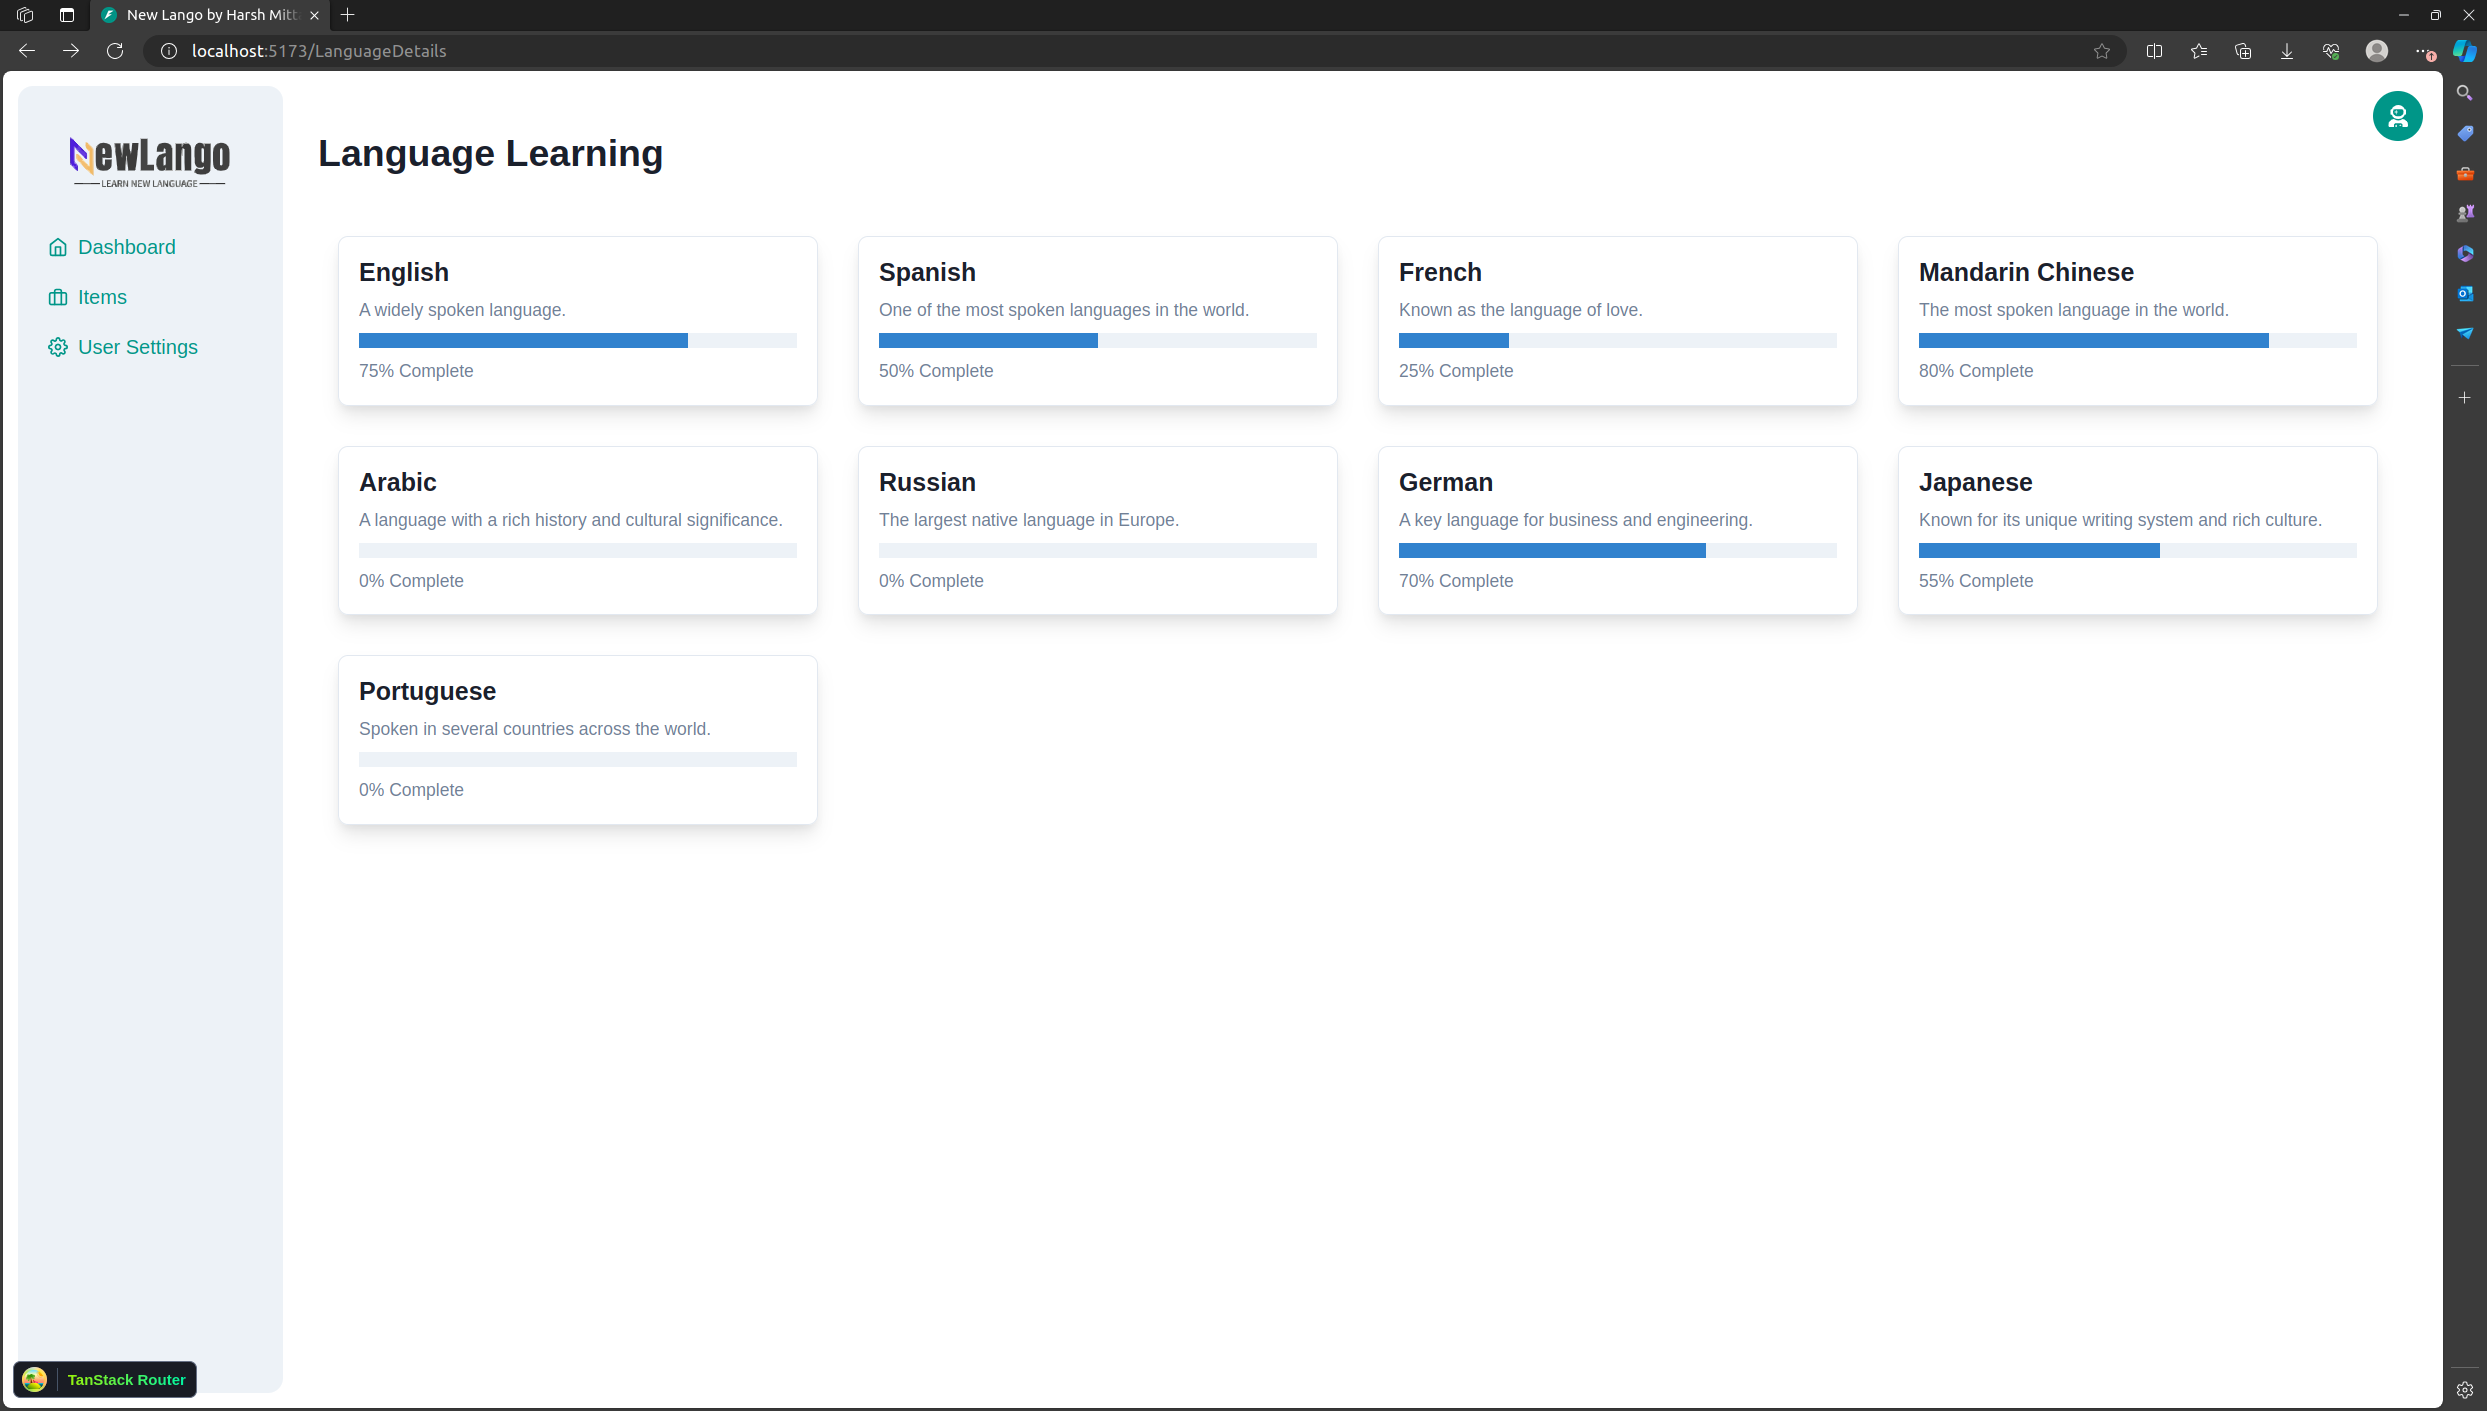 New Lango by Harsh Mitt
localhost:5173/LanguageDetails
NewLango
LEARN NEW LANGUAGE
Dashboard
Items
User Settings
Language Learning
English
A widely spoken language.
75% Complete
Spanish
One of the most spoken languages in the world.
50% Complete
French
Known as the language of love.
25% Complete
Mandarin Chinese
The most spoken language in the world.
80% Complete
Arabic
A language with a rich history and cultural significance.
0% Complete
Russian
The largest native language in Europe.
0% Complete
German
A key language for business and engineering.
70% Complete
Japanese
Known for its unique writing system and rich culture.
55% Complete
Portuguese
Spoken in several countries across the world.
0% Complete
TanStack Router